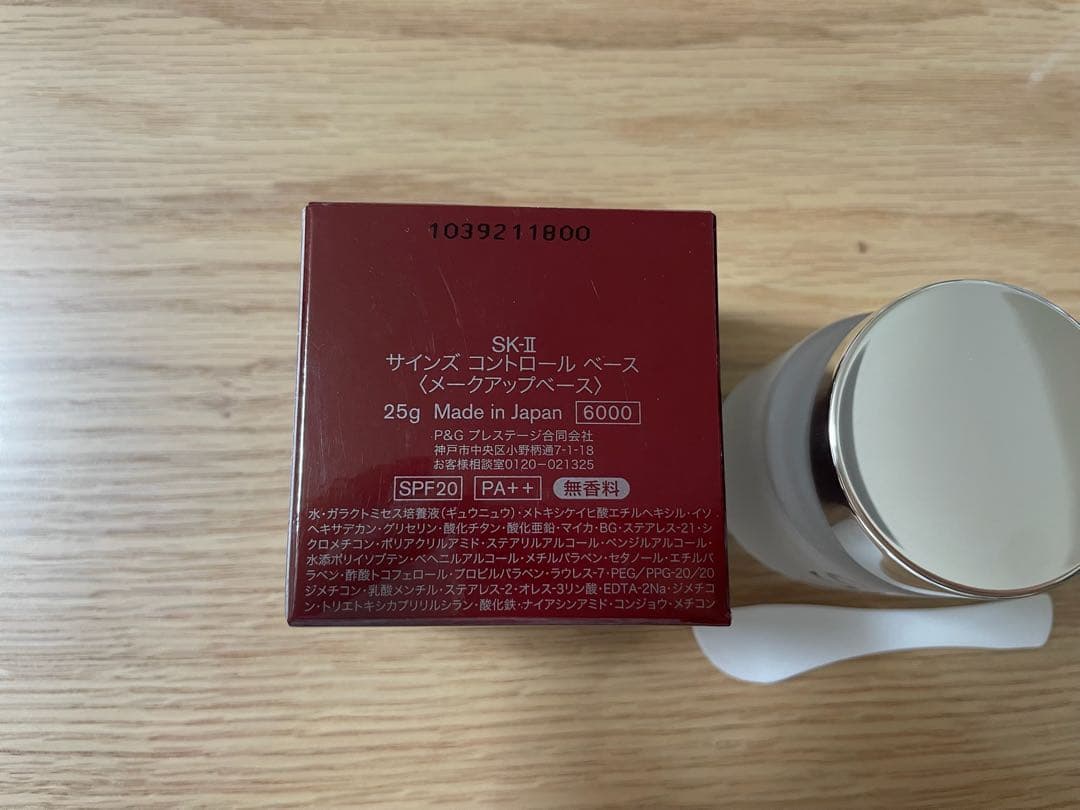 1039211800
SK-II
サインズ コントロール ベース
〈メークアップベース〉
25g Made in Japan 6000
P&G プレステージ合同会社
神戸市中央区小野柄通7-1-18
お客様相談室0120-021325
SPF20 PA++ 無香料
水・ガラクトミセス培養液(ギュウニュウ)・メトキシケイヒ酸エチルヘキシル・イソ
ヘキサデカン・グリセリン・酸化チタン・酸化亜鉛・マイカ・BG・ステアレス-21・シ
クロメチコン・ポリアクリルアミド・ステアリルアルコール・ベンジルアルコール・
水添ポリイソブテン・ベヘニルアルコール・メチルパラベン・セタノール・エチルパ
ラベン・酢酸トコフェロール・プロピルパラベン・ラウレス-7・PEG/PPG-20/20
ジメチコン・乳酸メンチル・ステアレス-2・オレス-3リン酸・EDTA-2Na・ジメチコ
ン・トリエトキシカプリリルシラン・酸化鉄・ナイアシンアミド・コンジョウ・メチコン